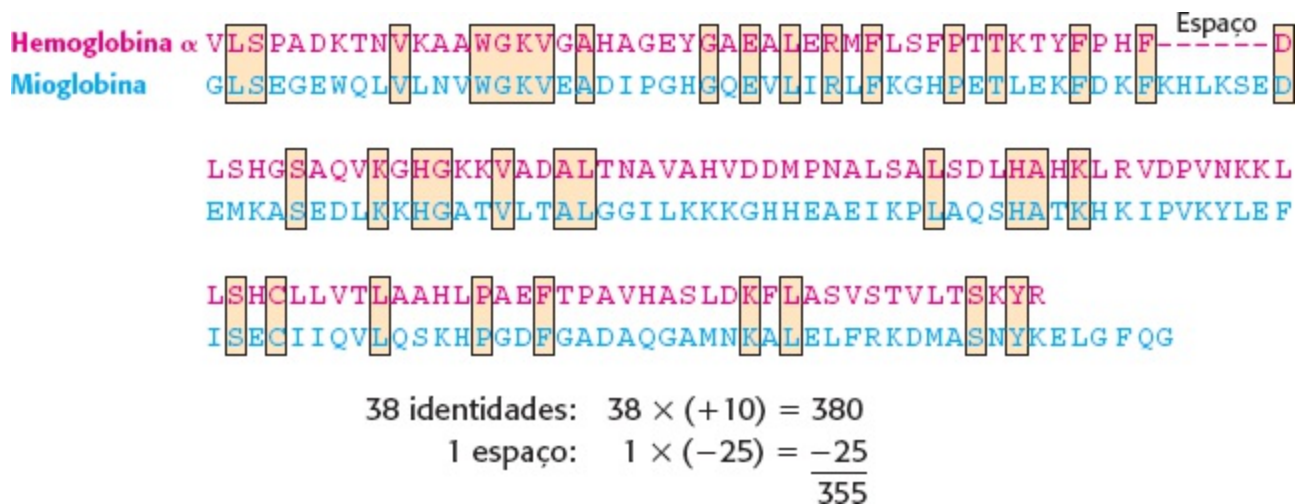 Espaço
Hemoglobina α VLSPADKTNVKAAWGKVGAHAGEYGAEALERMFLSFPTTKTYFPHF------D
Mioglobina GLSEGEWQLVLNVWGKVEADIPGHGQEVLIRLFKGHPETLEKFDKFKHLKSED
LSHGSAQVKGHGKKVADALTNAVAHVDDMPNALSALSDLHAHKLRVDPVNKKL
EMKASEDLKKHGATVLTALGGILKKKGHHEAEIKPLAQSHATKHKIPVKYLEF
LSHCLLVTLAAHLPAEFTPAVHASLDKFLASVSTVLTSKYR
ISECIIQVLQSKHPGDFGADAQGAMNKALELFRKDMASNYKELGFQG
38 identidades: 38 × (+10) = 380
1 espaço: 1 × (−25) = −25
355